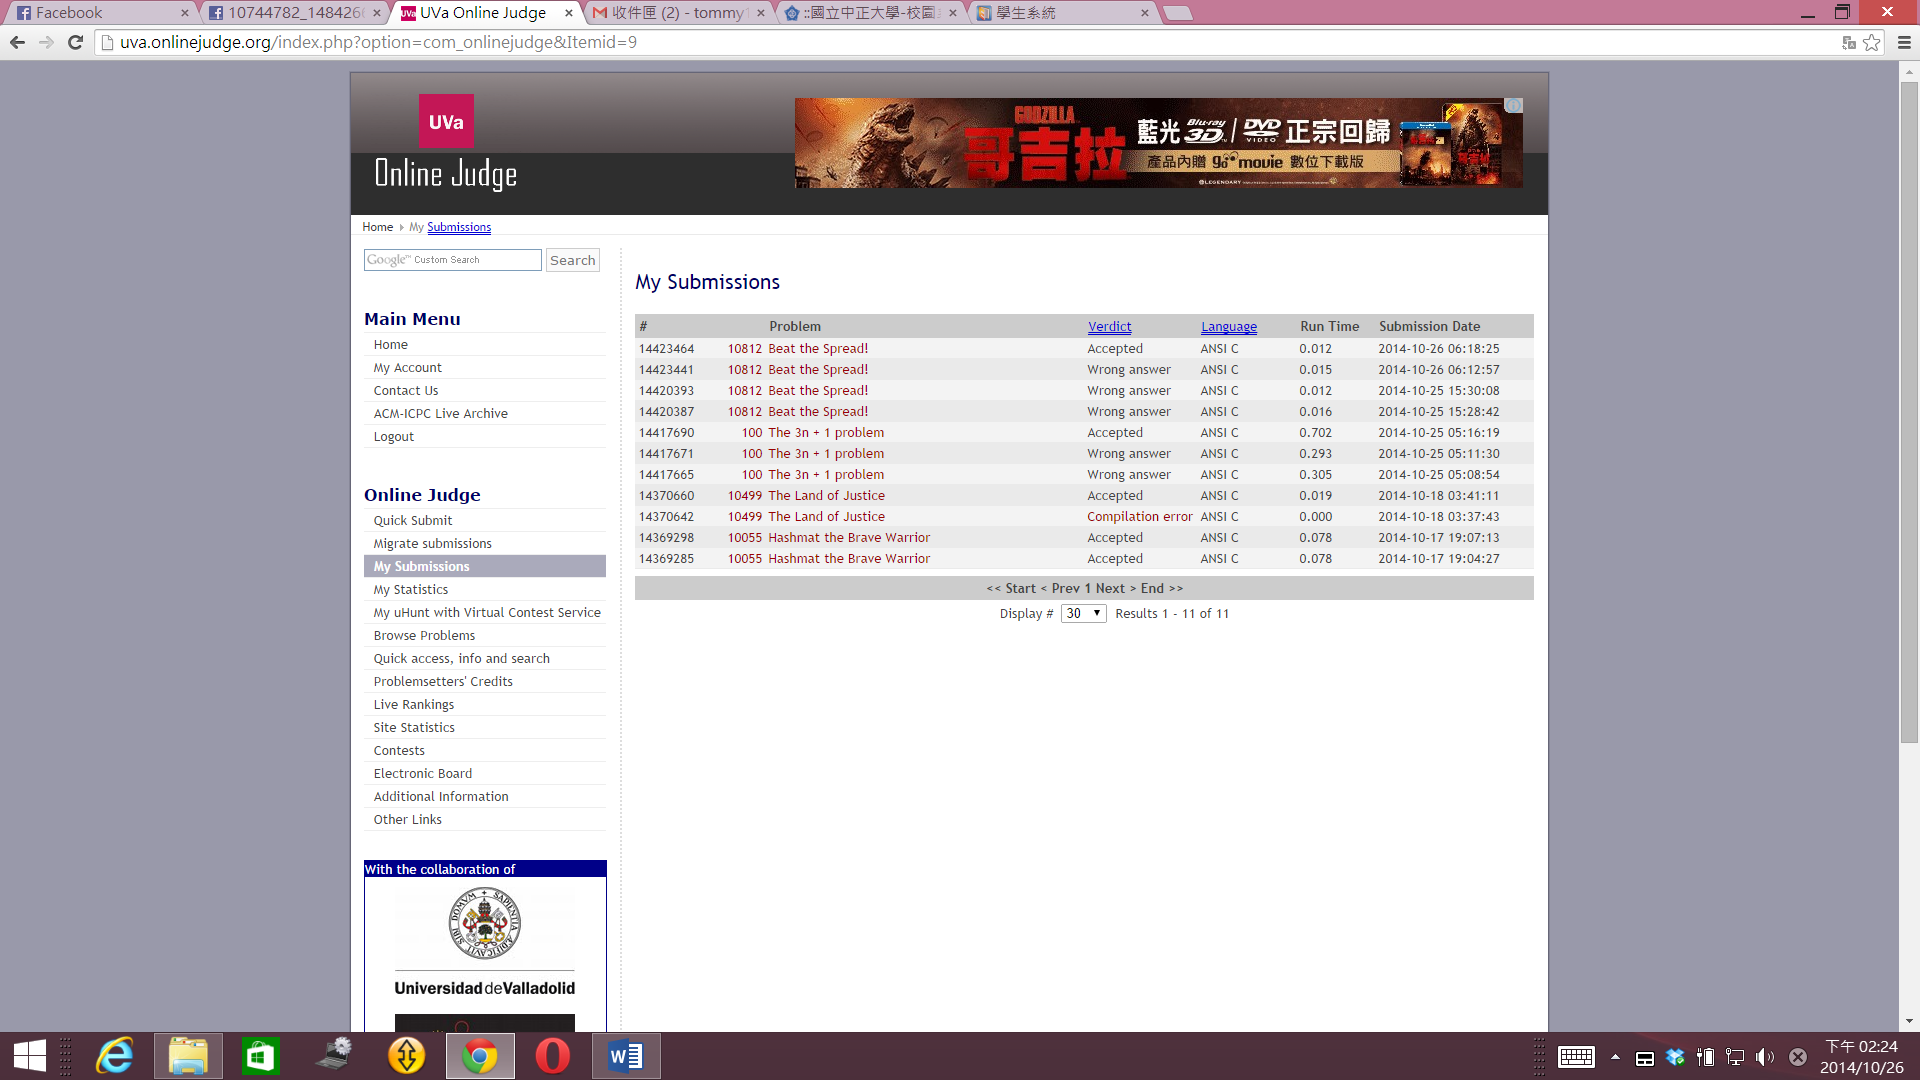 Facebook
10744782_148426
UVa Online Judge
收件匣 (2) - tommy
::國立中正大學-校園
學生系統
uva.onlinejudge.org/index.php?option=com_onlinejudge&Itemid=9
UVa
Online Judge
GODZILLA
哥吉拉
藍光 Blu-ray 3D / DVD VIDEO 正宗回歸
產品內贈 movie 數位下載版
LEGENDARY
Home My Submissions
Google™ Custom Search Search
My Submissions
# Problem Verdict Language Run Time Submission Date
14423464 10812 Beat the Spread! Accepted ANSI C 0.012 2014-10-26 06:18:25
14423441 10812 Beat the Spread! Wrong answer ANSI C 0.015 2014-10-26 06:12:57
14420393 10812 Beat the Spread! Wrong answer ANSI C 0.012 2014-10-25 15:30:08
14420387 10812 Beat the Spread! Wrong answer ANSI C 0.016 2014-10-25 15:28:42
14417690 100 The 3n + 1 problem Accepted ANSI C 0.702 2014-10-25 05:16:19
14417671 100 The 3n + 1 problem Wrong answer ANSI C 0.293 2014-10-25 05:11:30
14417665 100 The 3n + 1 problem Wrong answer ANSI C 0.305 2014-10-25 05:08:54
14370660 10499 The Land of Justice Accepted ANSI C 0.019 2014-10-18 03:41:11
14370642 10499 The Land of Justice Compilation error ANSI C 0.000 2014-10-18 03:37:43
14369298 10055 Hashmat the Brave Warrior Accepted ANSI C 0.078 2014-10-17 19:07:13
14369285 10055 Hashmat the Brave Warrior Accepted ANSI C 0.078 2014-10-17 19:04:27
<< Start < Prev 1 Next > End >>
Display # 30 Results 1 - 11 of 11
Main Menu
Home
My Account
Contact Us
ACM-ICPC Live Archive
Logout
Online Judge
Quick Submit
Migrate submissions
My Submissions
My Statistics
My uHunt with Virtual Contest Service
Browse Problems
Quick access, info and search
Problemsetters' Credits
Live Rankings
Site Statistics
Contests
Electronic Board
Additional Information
Other Links
With the collaboration of
Universidad de Valladolid
下午 02:24
2014/10/26